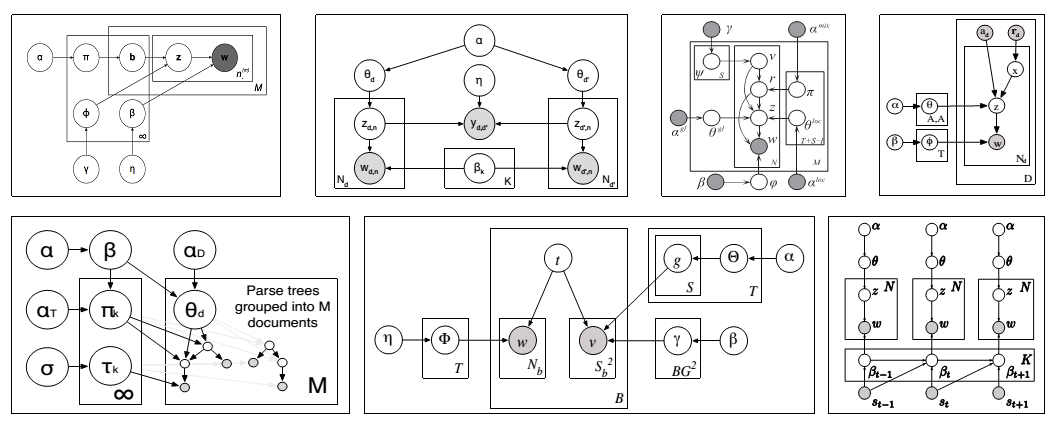 α π b z w
n.(m)
M
ϕ β
∞
γ η
α
θd η θd'
zd,n yd,d' zd',n
wd,n βk wd',n
Nd K Nd'
γ αmix
ψ S v
r π
αgl θgl z θloc
w T+S-1
N M
β φ αloc
ad rd
x
α θ z
A,A
β ϕ w
T Nd
D
α β αD
αT πk θd
σ τk
∞ M
Parse trees
grouped into M
documents
t g Θ α
S T
η Φ w v γ β
T Nb Sb2 BG2
B
α α α
θ θ θ
z N z N z N
w w w
K
βt−1 βt βt+1
st−1 st st+1